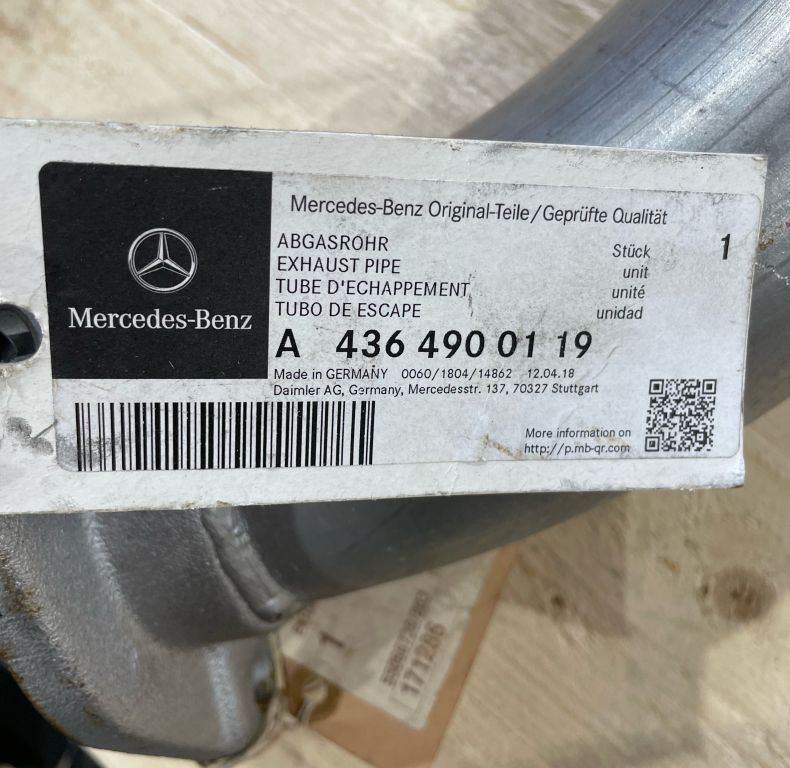 Mercedes-Benz Original-Teile/Geprüfte Qualität
ABGASROHR Stück 1
EXHAUST PIPE unit
TUBE D'ECHAPPEMENT unité
TUBO DE ESCAPE unidad
Mercedes-Benz
A 436 490 01 19
Made in GERMANY 0060/1804/14862 12.04.18
Daimler AG, Germany, Mercedesstr. 137, 70327 Stuttgart
More information on
http://p.mb-qr.com
1
171286